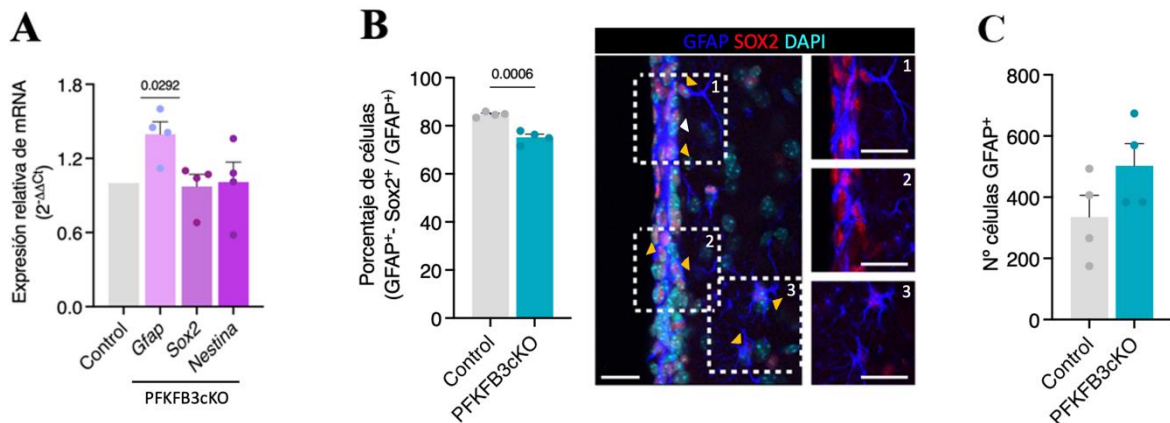 A
Expresión relativa de mRNA
(2^-ΔΔCt)
1.8
1.2
0.6
0.0
0.0292
Control
Gfap
Sox2
Nestina
PFKFB3cKO
B
Porcentaje de células
(GFAP⁺- Sox2⁺ / GFAP⁺)
100
80
60
40
20
0
0.0006
Control
PFKFB3cKO
GFAP SOX2 DAPI
1
2
3
1
2
3
C
Nº células GFAP⁺
800
600
400
200
0
Control
PFKFB3cKO